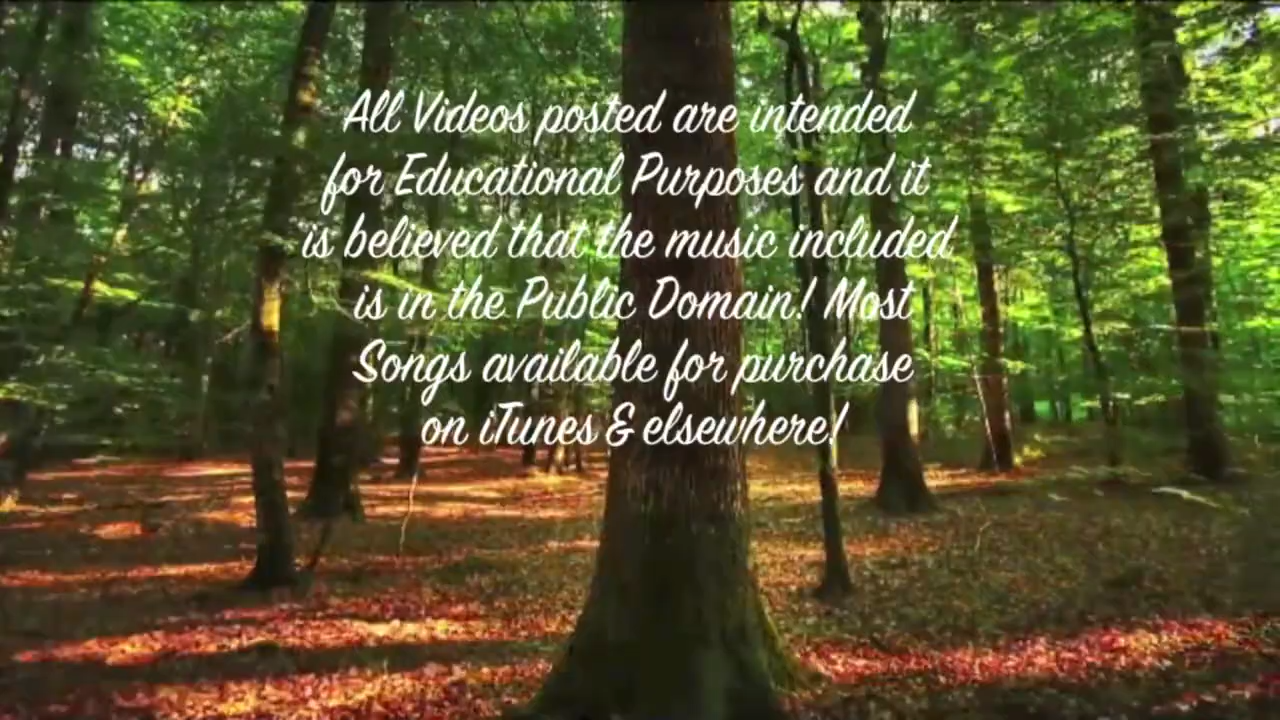 All Videos posted are intended
for Educational Purposes and it
is believed that the music included
is in the Public Domain! Most
Songs available for purchase
on iTunes & elsewhere!